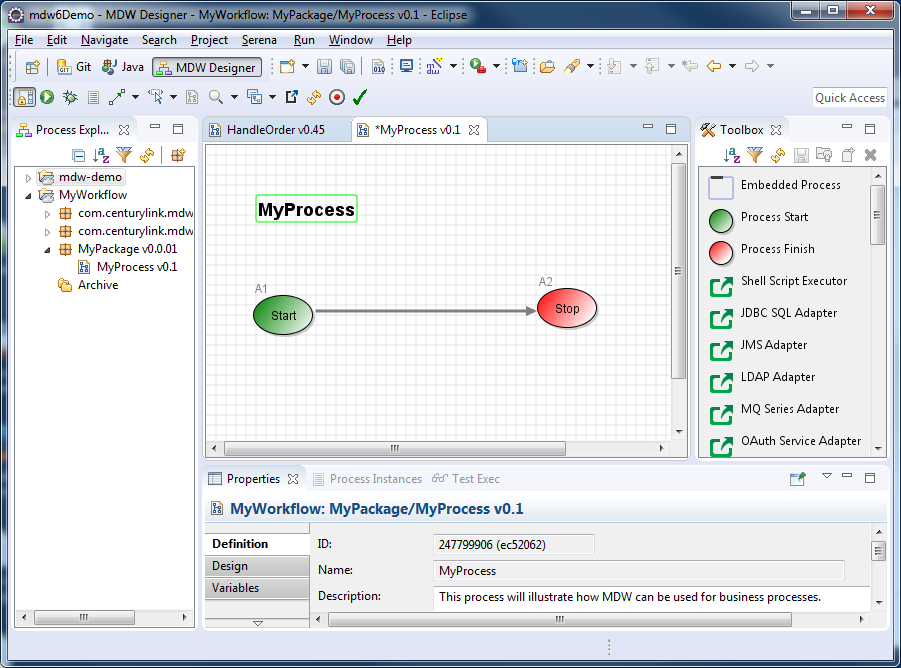 mdw6Demo - MDW Designer - MyWorkflow: MyPackage/MyProcess v0.1 - Eclipse
File Edit Navigate Search Project Serena Run Window Help
Git Java MDW Designer
010
Quick Access
Process Expl...
HandleOrder v0.45
*MyProcess v0.1
Toolbox
mdw-demo
MyWorkflow
com.centurylink.mdw
com.centurylink.mdw
MyPackage v0.0.01
MyProcess v0.1
Archive
MyProcess
A1
Start
A2
Stop
Embedded Process
Process Start
Process Finish
Shell Script Executor
JDBC SQL Adapter
JMS Adapter
LDAP Adapter
MQ Series Adapter
OAuth Service Adapter
Properties Process Instances Test Exec
MyWorkflow: MyPackage/MyProcess v0.1
Definition
Design
Variables
ID: 247799906 (ec52062)
Name: MyProcess
Description: This process will illustrate how MDW can be used for business processes.